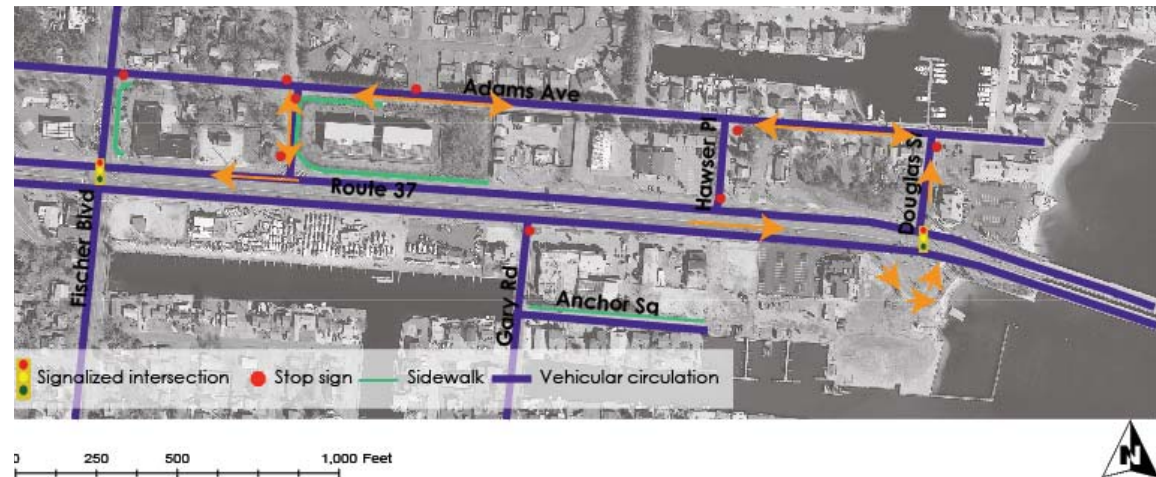 Adams Ave
Route 37
Fischer Blvd
Hawser Pl
Douglas St
Gary Rd
Anchor Sq
Signalized intersection Stop sign Sidewalk Vehicular circulation
0 250 500 1,000 Feet
N